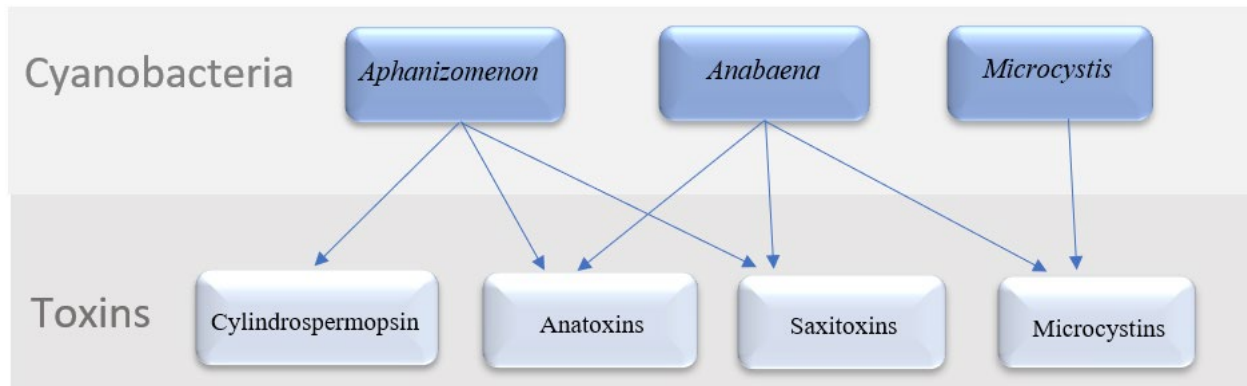 Cyanobacteria
Aphanizomenon
Anabaena
Microcystis
Toxins
Cylindrospermopsin
Anatoxins
Saxitoxins
Microcystins